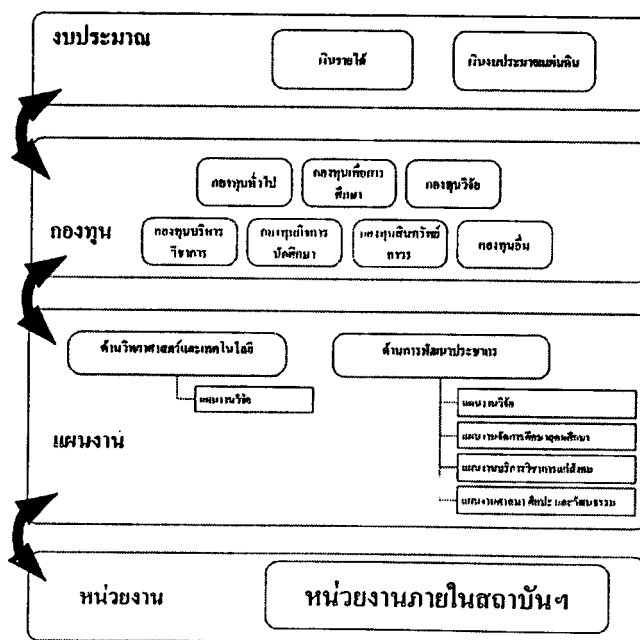 งบประมาณ
เงินรายได้
เงินงบประมาณแผ่นดิน
กองทุนทั่วไป
กองทุนเพื่อการ
ศึกษา
กองทุนวิจัย
กองทุน
กองทุนบริหาร
วิชาการ
กองทุนกิจการ
นักศึกษา
กองทุนสินทรัพย์
ถาวร
กองทุนอื่น
ด้านวิทยาศาสตร์และเทคโนโลยี
ด้านการพัฒนาประชากร
แผนงานวิจัย
แผนงานวิจัย
แผนงานจัดการศึกษาอุดมศึกษา
แผนงานบริการวิชาการแก่สังคม
แผนงานศาสนา ศิลปะ และวัฒนธรรม
แผนงาน
หน่วยงาน
หน่วยงานภายในสถาบันฯ